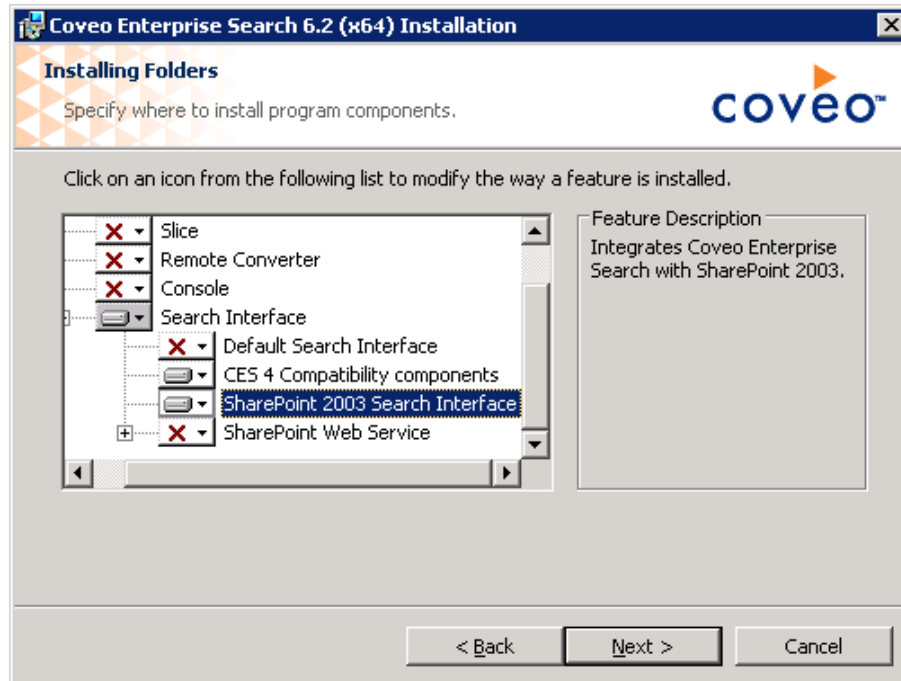 Coveo Enterprise Search 6.2 (x64) Installation
Installing Folders
Specify where to install program components.
coveo™
Click on an icon from the following list to modify the way a feature is installed.
Slice
Remote Converter
Console
Search Interface
Default Search Interface
CES 4 Compatibility components
SharePoint 2003 Search Interface
SharePoint Web Service
Feature Description
Integrates Coveo Enterprise
Search with SharePoint 2003.
< Back
Next >
Cancel